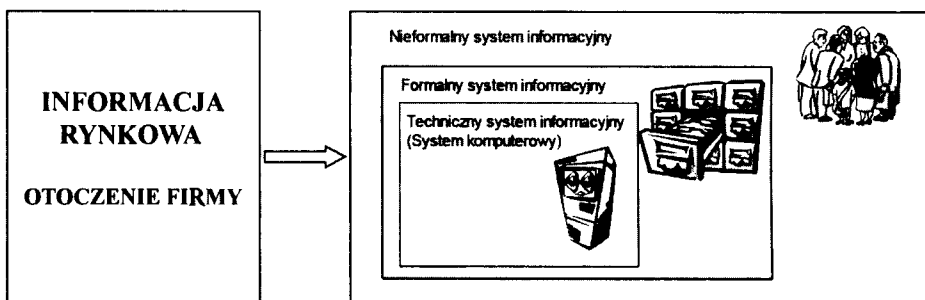 INFORMACJA
RYNKOWA
OTOCZENIE FIRMY
Nieformalny system informacyjny
Formalny system informacyjny
Techniczny system informacyjny
(System komputerowy)